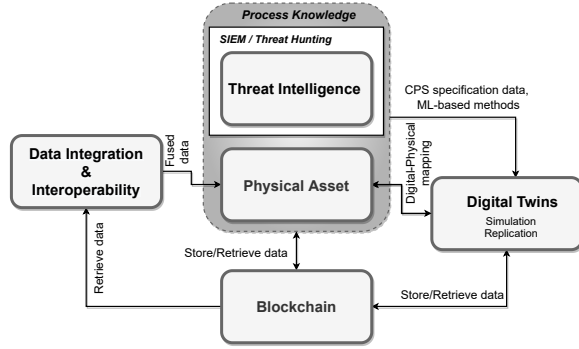 Process Knowledge
SIEM / Threat Hunting
Threat Intelligence
CPS specification data,
ML-based methods
Data Integration
&
Interoperability
Fused
data
Physical Asset
Digital-Physical
mapping
Digital Twins
Simulation
Replication
Retrieve data
Store/Retrieve data
Blockchain
Store/Retrieve data